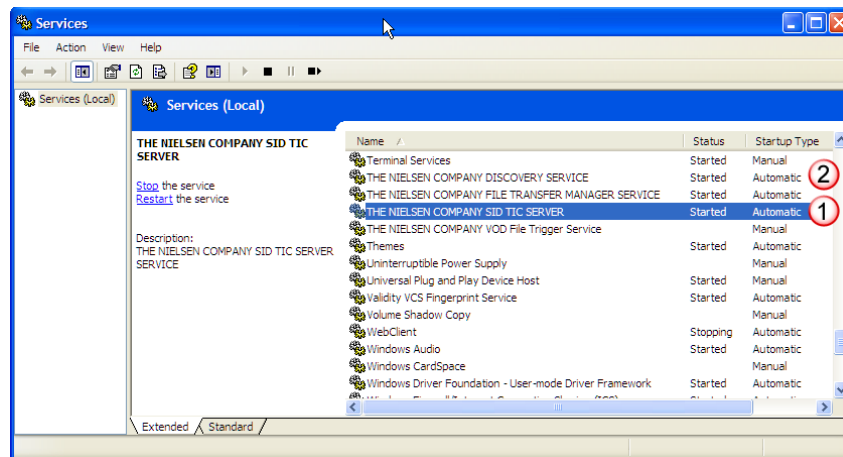 Services
File Action View Help
Services (Local)
Services (Local)
THE NIELSEN COMPANY SID TIC
SERVER
Stop the service
Restart the service
Description:
THE NIELSEN COMPANY SID TIC SERVER
SERVICE
Name Status Startup Type
Terminal Services Started Manual
THE NIELSEN COMPANY DISCOVERY SERVICE Started Automatic 2
THE NIELSEN COMPANY FILE TRANSFER MANAGER SERVICE Started Automatic
THE NIELSEN COMPANY SID TIC SERVER Started Automatic 1
THE NIELSEN COMPANY VOD File Trigger Service Manual
Themes Started Automatic
Uninterruptible Power Supply Manual
Universal Plug and Play Device Host Started Manual
Validity VCS Fingerprint Service Started Automatic
Volume Shadow Copy Manual
WebClient Stopping Automatic
Windows Audio Started Automatic
Windows CardSpace Manual
Windows Driver Foundation - User-mode Driver Framework Started Automatic
Extended Standard